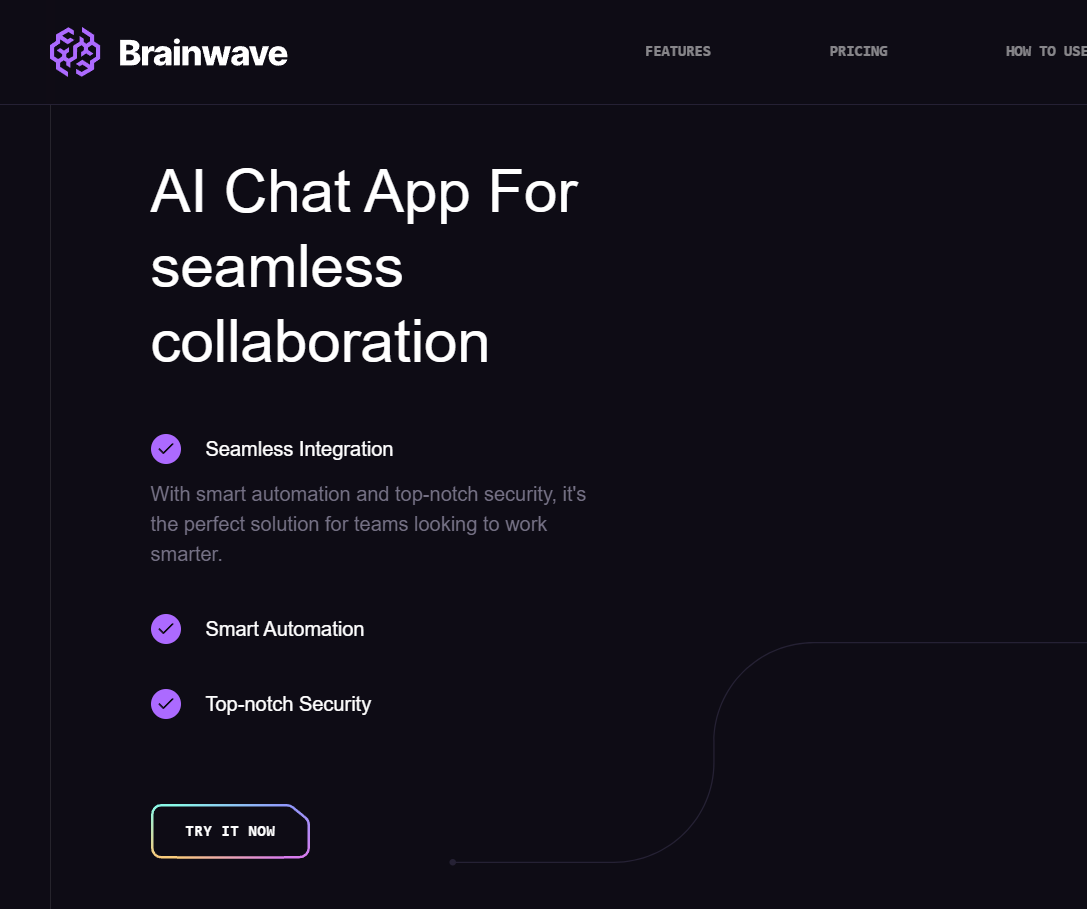 Brainwave
FEATURES
PRICING
HOW TO USE
AI Chat App For
seamless
collaboration
Seamless Integration
With smart automation and top-notch security, it's
the perfect solution for teams looking to work
smarter.
Smart Automation
Top-notch Security
TRY IT NOW